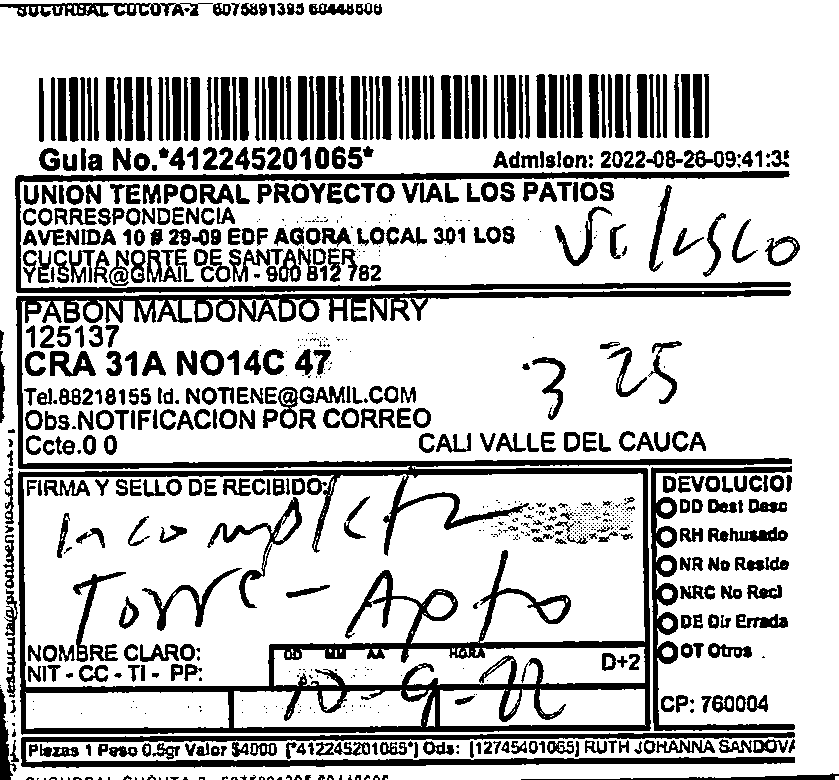 SUCURSAL CUCUTA-2 6075891395 60448606
Guia No.*412245201065*
Admision: 2022-08-26-09:41:35
UNION TEMPORAL PROYECTO VIAL LOS PATIOS
CORRESPONDENCIA
AVENIDA 10 # 29-09 EDF AGORA LOCAL 301 LOS
CUCUTA NORTE DE SANTANDER
YEISMIR@GMAIL COM - 900 812 782
PABON MALDONADO HENRY
125137
CRA 31A NO14C 47
3 25
Tel.88218155 Id. NOTIENE@GAMIL.COM
Obs.NOTIFICACION POR CORREO
Ccte.0 0
CALI VALLE DEL CAUCA
FIRMA Y SELLO DE RECIBIDO:
Incompleta
Torre - Apto
NOMBRE CLARO:
NIT - CC - TI - PP:
DD MM AA HORA
D+2
10-9-22
DEVOLUCIO
DD Dest Desc
RH Rehusado
NR No Reside
NRC No Recl
DE Dir Errada
OT Otros
CP: 760004
Piezas 1 Peso 0.5gr Valor $4000 [*412245201065*] Ods: [12745401065] RUTH JOHANNA SANDOVA